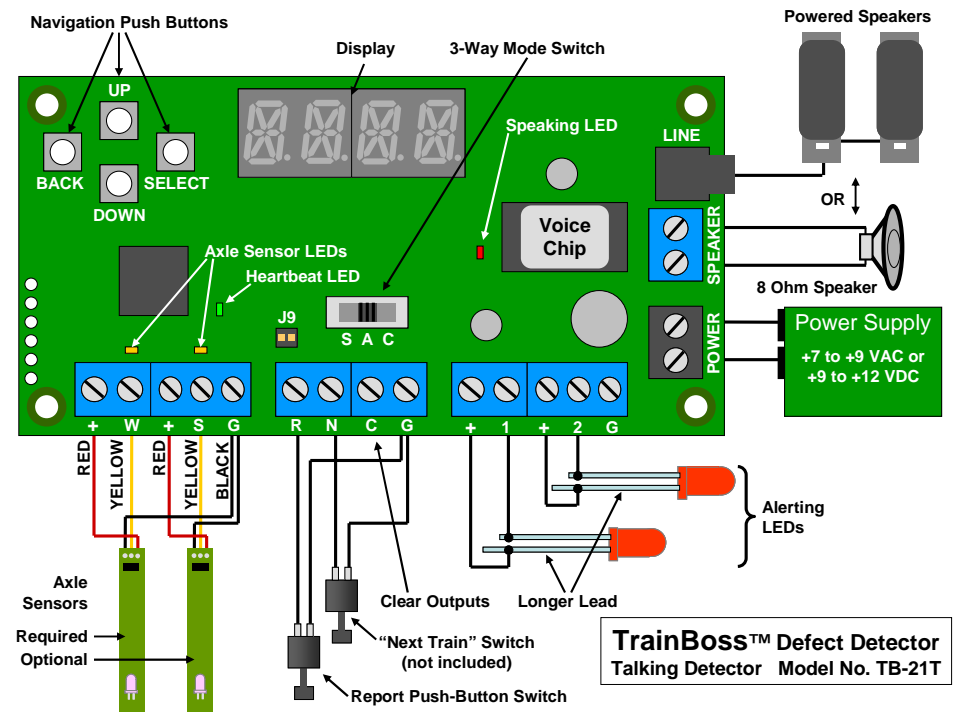 Navigation Push Buttons
Powered Speakers
Display
3-Way Mode Switch
UP
Speaking LED
LINE
BACK
SELECT
DOWN
OR
Voice
Chip
SPEAKER
Axle Sensor LEDs
Heartbeat LED
8 Ohm Speaker
J9
S A C
POWER
Power Supply
+7 to +9 VAC or
+9 to +12 VDC
+ W + S G
R N C G
+ 1 + 2 G
RED
YELLOW
RED
YELLOW
BLACK
Alerting
LEDs
Axle
Sensors
Clear Outputs
Longer Lead
Required
Optional
“Next Train” Switch
(not included)
Report Push-Button Switch
TrainBoss™ Defect Detector
Talking Detector Model No. TB-21T